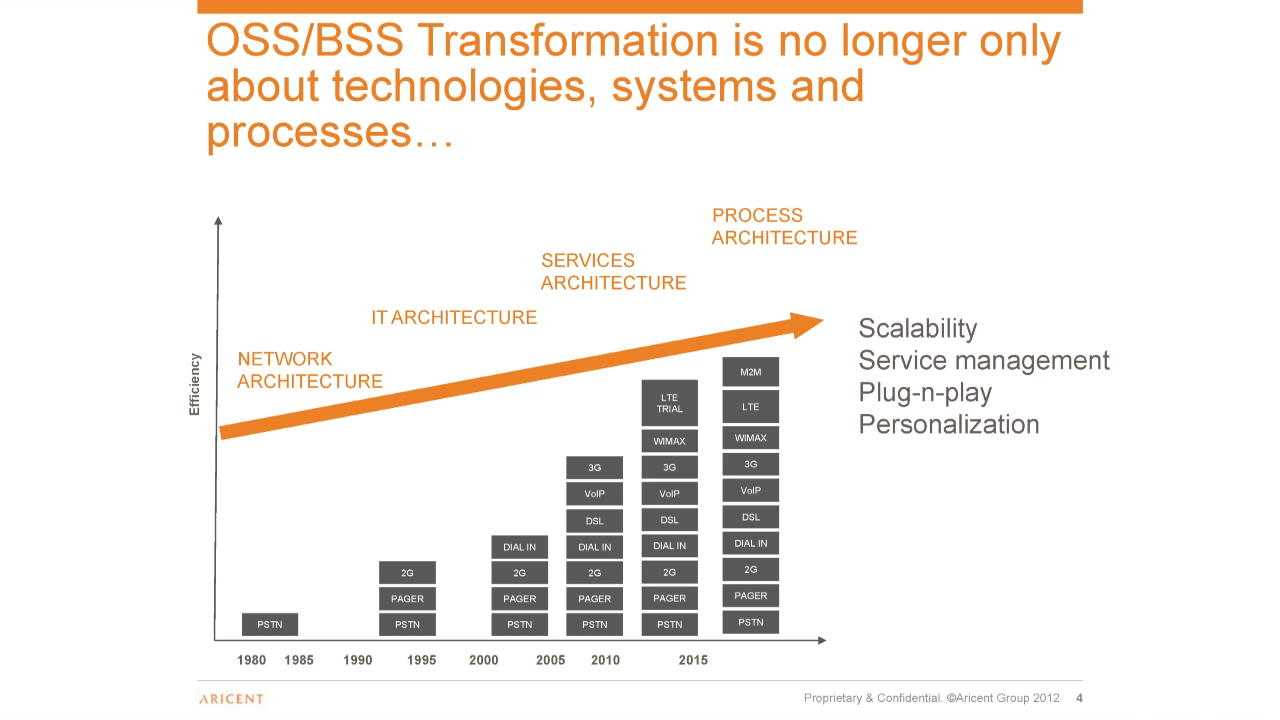 OSS/BSS Transformation is no longer only
about technologies, systems and
processes…
PROCESS
ARCHITECTURE
SERVICES
ARCHITECTURE
IT ARCHITECTURE
NETWORK
ARCHITECTURE
Efficiency
Scalability
Service management
Plug-n-play
Personalization
PSTN
2G
PAGER
PSTN
DIAL IN
2G
PAGER
PSTN
3G
VoIP
DSL
DIAL IN
2G
PAGER
PSTN
LTE
TRIAL
WIMAX
3G
VoIP
DSL
DIAL IN
2G
PAGER
PSTN
M2M
LTE
WIMAX
3G
VoIP
DSL
DIAL IN
2G
PAGER
PSTN
1980 1985 1990 1995 2000 2005 2010 2015
ARICENT
Proprietary & Confidential. ©Aricent Group 2012 4